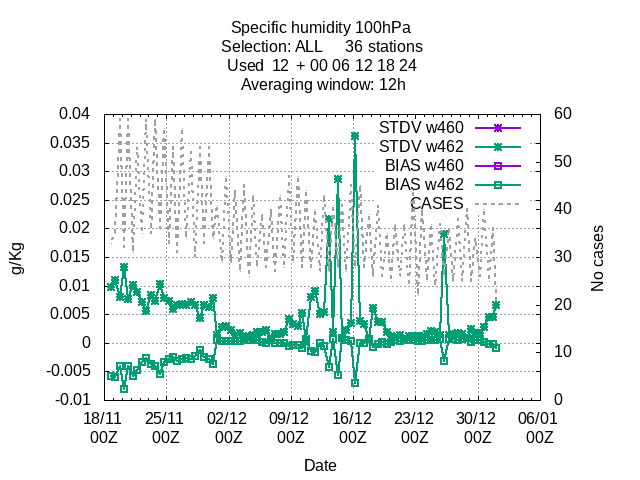 Specific humidity 100hPa
Selection: ALL     36 stations
Used  12  + 00 06 12 18 24
Averaging window: 12h
STDV w460
STDV w462
BIAS w460
BIAS w462
CASES
0.04
0.035
0.03
0.025
0.02
0.015
0.01
0.005
0
-0.005
-0.01
g/Kg
60
50
40
30
20
10
0
No cases
18/11 25/11 02/12 09/12 16/12 23/12 30/12 06/01
00Z 00Z 00Z 00Z 00Z 00Z 00Z 00Z
Date